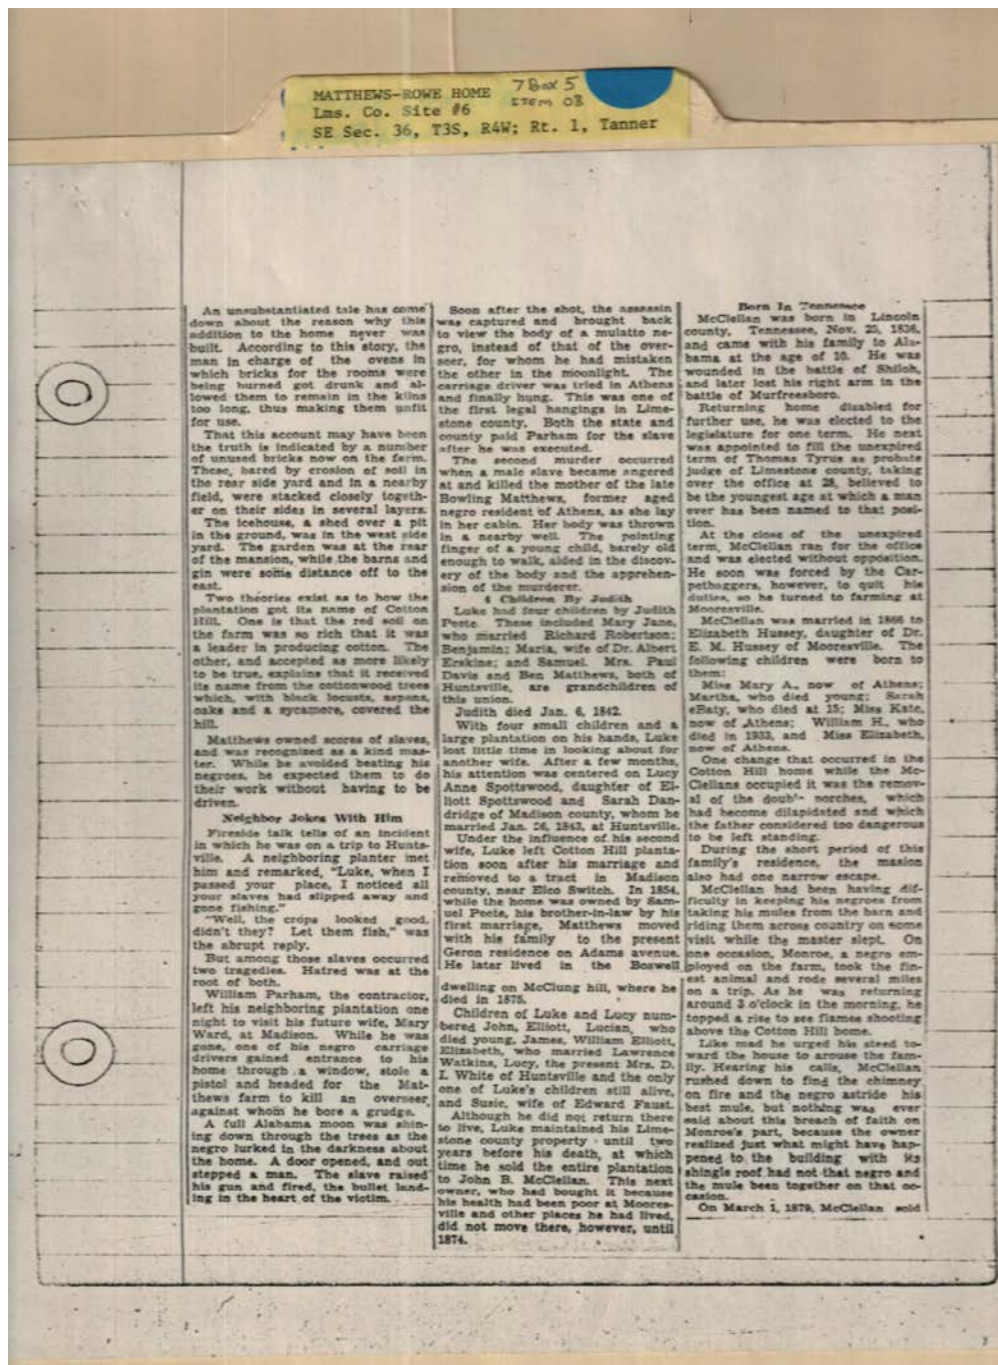 MATTHEWS-ROWE HOME
7 Box 5
Lms. Co. Site #6
ITEM 08
SE Sec. 36, T3S, R4W; Rt. 1, Tanner
An unsubstantiated tale has come
down about the reason why this
addition to the home never was
built. According to this story, the
man in charge of the ovens in
which bricks for the rooms were
being burned got drunk and al-
lowed them to remain in the kilns
too long, thus making them unfit
for use.
That this account may have been
the truth is indicated by a number
of unused bricks now on the farm.
These, bared by erosion of soil in
the rear side yard and in a nearby
field, were stacked closely togeth-
er on their sides in several layers.
The icehouse, a shed over a pit
in the ground, was in the west side
yard. The garden was at the rear
of the mansion, while the barns and
gin were some distance off to the
east.
Two theories exist as to how the
plantation got its name of Cotton
Hill. One is that the red soil on
the farm was so rich that it was
a leader in producing cotton. The
other, and accepted as more likely
to be true, explains that it received
its name from the cottonwood trees
which, with black locusts, aspens,
oaks and a sycamore, covered the
hill.
Matthews owned scores of slaves,
and was recognized as a kind mas-
ter. While he avoided beating his
negroes, he expected them to do
their work without having to be
driven.
Neighbor Jokes With Him
Fireside talk tells of an incident
in which he was on a trip to Hunts-
ville. A neighboring planter met
him and remarked, "Luke, when I
passed your place, I noticed all
your slaves had slipped away and
gone fishing."
"Well, the crops looked good,
didn't they? Let them fish," was
the abrupt reply.
But among those slaves occurred
two tragedies. Hatred was at the
root of both.
William Parham, the contractor,
left his neighboring plantation one
night to visit his future wife, Mary
Ward, at Madison. While he was
gone, one of his negro carriage
drivers gained entrance to his
home through a window, stole a
pistol and headed for the Mat-
thews farm to kill an overseer
against whom he bore a grudge.
A full Alabama moon was shin-
ing down through the trees as the
negro lurked in the darkness about
the home. A door opened, and out
stepped a man. The slave raised
his gun and fired, the bullet land-
ing in the heart of the victim.
Soon after the shot, the assassin
was captured and brought back
to view the body of a mulatto ne-
gro, instead of that of the over-
seer, for whom he had mistaken
the other in the moonlight. The
carriage driver was tried in Athens
and finally hung. This was one of
the first legal hangings in Lime-
stone county. Both the state and
county paid Parham for the slave
after he was executed.
The second murder occurred
when a male slave became angered
at and killed the mother of the late
Bowling Matthews, former aged
negro resident of Athens, as she lay
in her cabin. Her body was thrown
in a nearby well. The pointing
finger of a young child, barely old
enough to walk, aided in the discov-
ery of the body and the apprehen-
sion of the murderer.
4 Children By Judith
Luke had four children by Judith
Peete. These included Mary Jane,
who married Richard Robertson;
Benjamin; Maria, wife of Dr. Albert
Erskine; and Samuel. Mrs. Paul
Davis and Ben Matthews, both of
Huntsville, are grandchildren of
this union.
Judith died Jan. 6, 1842.
With four small children and a
large plantation on his hands, Luke
lost little time in looking about for
another wife. After a few months,
his attention was centered on Lucy
Anne Spottswood, daughter of El-
liott Spottswood and Sarah Dan-
dridge of Madison county, whom he
married Jan. 26, 1843, at Huntsville.
Under the influence of his second
wife, Luke left Cotton Hill planta-
tion soon after his marriage and
removed to a tract in Madison
county, near Elco Switch. In 1854,
while the home was owned by Sam-
uel Peete, his brother-in-law by his
first marriage, Matthews moved
with his family to the present
Geron residence on Adams avenue.
He later lived in the Boswell
dwelling on McClung hill, where he
died in 1875.
Children of Luke and Lucy num-
bered John, Elliott, Lucian, who
died young, James, William Elliott,
Elizabeth, who married Lawrence
Watkins, Lucy, the present Mrs. D.
I. White of Huntsville and the only
one of Luke's children still alive,
and Susie, wife of Edward Faust.
Although he did not return there
to live, Luke maintained his Lime-
stone county property until two
years before his death, at which
time he sold the entire plantation
to John B. McClellan. This next
owner, who had bought it because
his health had been poor at Moores-
ville and other places he had lived,
did not move there, however, until
1874.
Born In Tennessee
McClellan was born in Lincoln
county, Tennessee, Nov. 25, 1836,
and came with his family to Ala-
bama at the age of 10. He was
wounded in the battle of Shiloh,
and later lost his right arm in the
battle of Murfreesboro.
Returning home disabled for
further use, he was elected to the
legislature for one term. He next
was appointed to fill the unexpired
term of Thomas Tyrus as probate
judge of Limestone county, taking
over the office at 28, believed to
be the youngest age at which a man
ever has been named to that posi-
tion.
At the close of the unexpired
term, McClellan ran for the office
and was elected without opposition.
He soon was forced by the Car-
petbaggers, however, to quit his
duties, so he turned to farming at
Mooresville.
McClellan was married in 1866 to
Elizabeth Hussey, daughter of Dr.
E. M. Hussey of Mooresville. The
following children were born to
them:
Miss Mary A., now of Athens;
Martha, who died young; Sarah
eBaty, who died at 15; Miss Kate,
now of Athens; William H., who
died in 1933, and Miss Elizabeth,
now of Athens.
One change that occurred in the
Cotton Hill home while the Mc-
Clellans occupied it was the remov-
al of the doub'- porches, which
had become dilapidated and which
the father considered too dangerous
to be left standing.
During the short period of this
family's residence, the masion
also had one narrow escape.
McClellan had been having dif-
ficulty in keeping his negroes from
taking his mules from the barn and
riding them across country on some
visit while the master slept. On
one occasion, Monroe, a negro em-
ployed on the farm, took the fin-
est animal and rode several miles
on a trip. As he was returning
around 3 o'clock in the morning, he
topped a rise to see flames shooting
above the Cotton Hill home.
Like mad he urged his steed to-
ward the house to arouse the fam-
ily. Hearing his calls, McClellan
rushed down to find the chimney
on fire and the negro astride his
best mule, but nothing was ever
said about this breach of faith on
Monroe's part, because the owner
realized just what might have hap-
pened to the building with its
shingle roof had not that negro and
the mule been together on that oc-
casion.
On March 1, 1879, McClellan sold